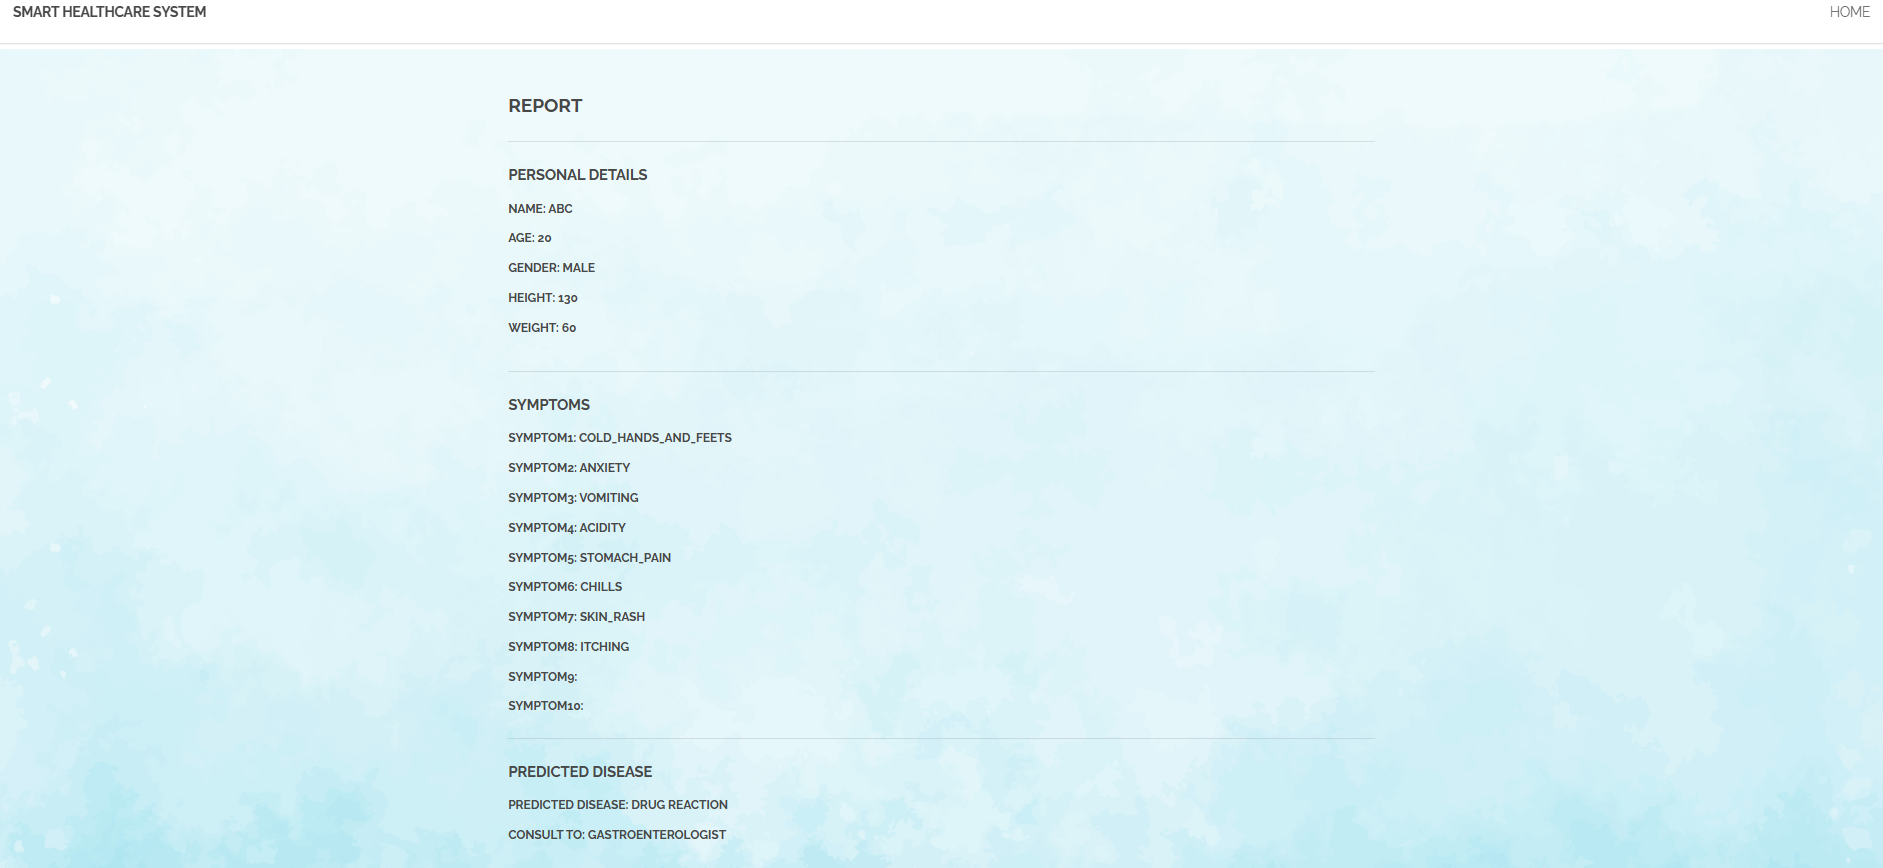 SMART HEALTHCARE SYSTEM
HOME
REPORT
PERSONAL DETAILS
NAME: ABC
AGE: 20
GENDER: MALE
HEIGHT: 130
WEIGHT: 60
SYMPTOMS
SYMPTOM1: COLD_HANDS_AND_FEETS
SYMPTOM2: ANXIETY
SYMPTOM3: VOMITING
SYMPTOM4: ACIDITY
SYMPTOM5: STOMACH_PAIN
SYMPTOM6: CHILLS
SYMPTOM7: SKIN_RASH
SYMPTOM8: ITCHING
SYMPTOM9:
SYMPTOM10:
PREDICTED DISEASE
PREDICTED DISEASE: DRUG REACTION
CONSULT TO: GASTROENTEROLOGIST